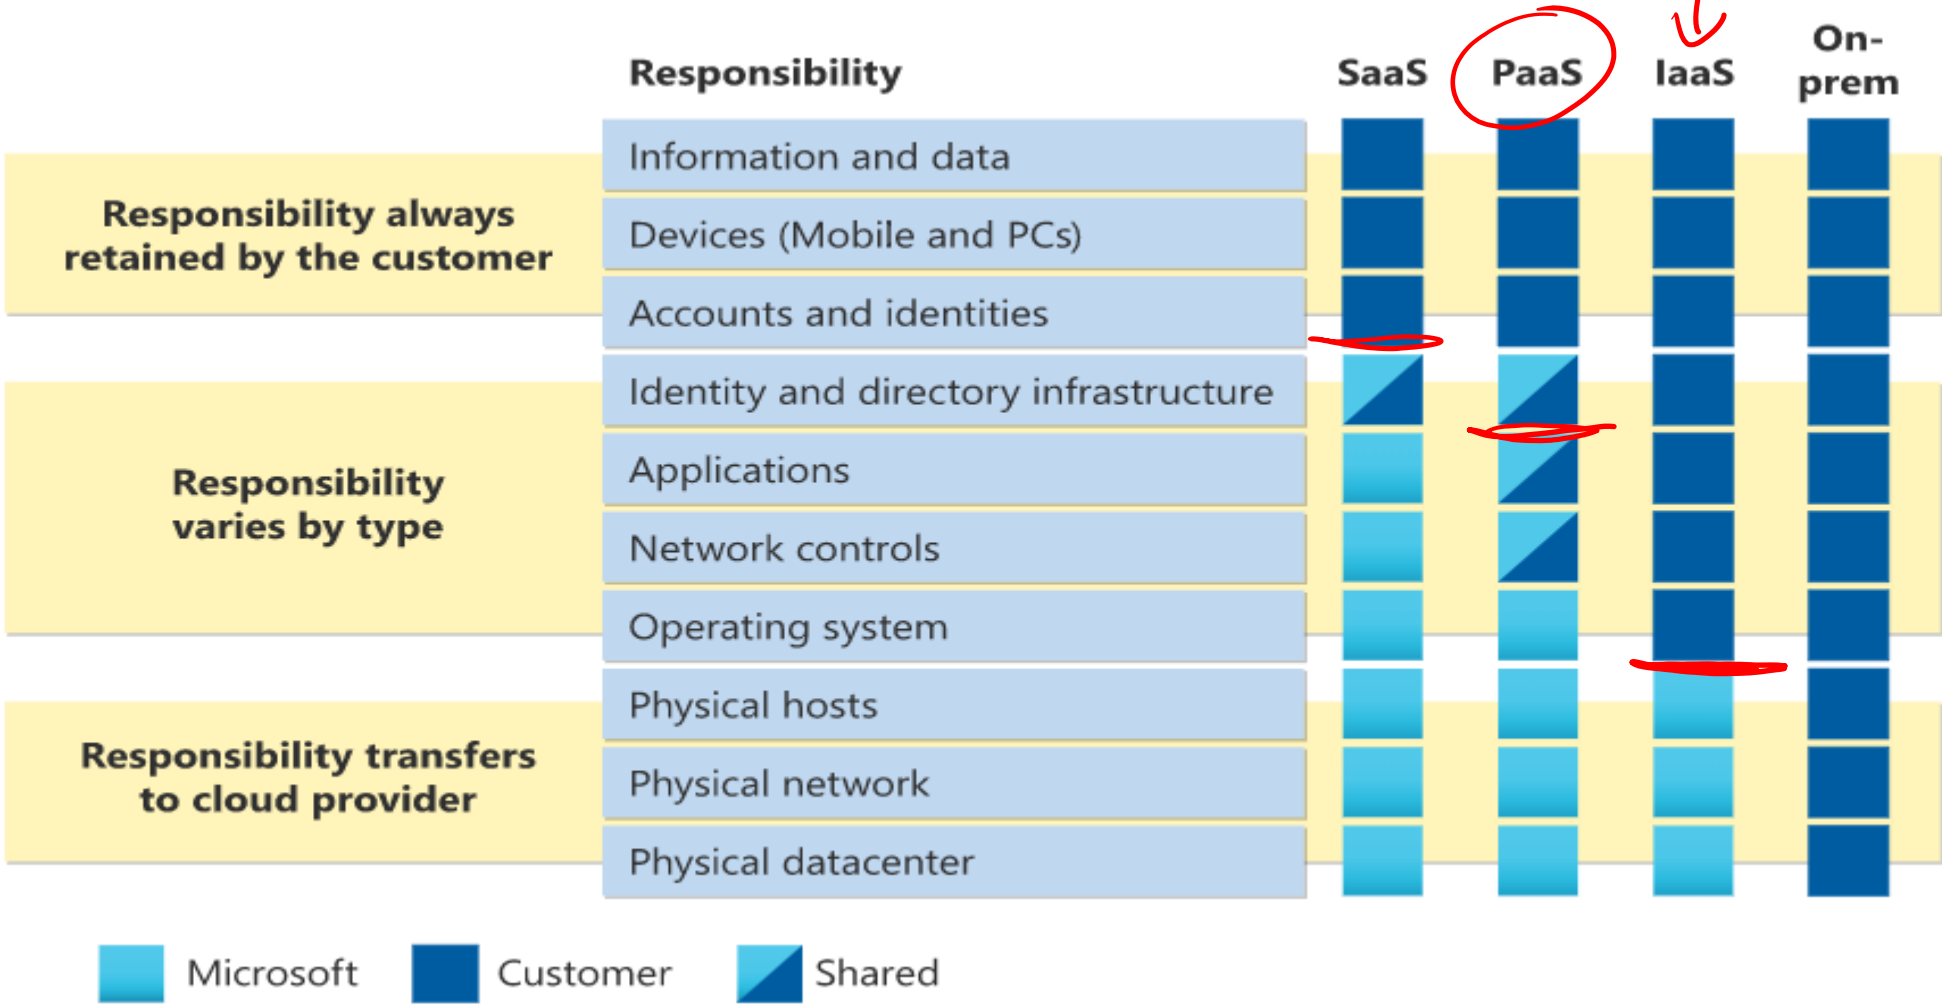 Responsibility SaaS PaaS IaaS On-
prem
Information and data
Responsibility always
retained by the customer
Devices (Mobile and PCs)
Accounts and identities
Identity and directory infrastructure
Responsibility
varies by type
Applications
Network controls
Operating system
Physical hosts
Responsibility transfers
to cloud provider
Physical network
Physical datacenter
Microsoft Customer Shared